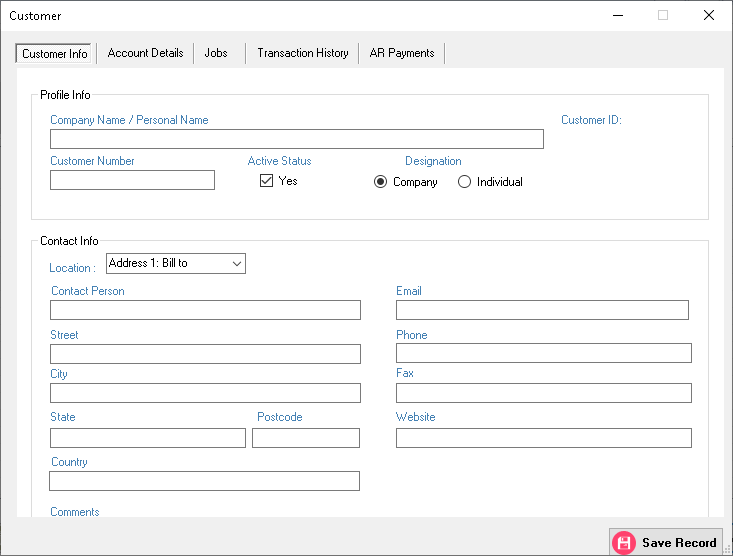 Customer
Customer Info
Account Details
Jobs
Transaction History
AR Payments
Profile Info
Company Name / Personal Name
Customer ID:
Customer Number
Active Status
Designation
Yes
Company
Individual
Contact Info
Location :
Address 1: Bill to
Contact Person
Email
Street
Phone
City
Fax
State
Postcode
Website
Country
Comments
Save Record